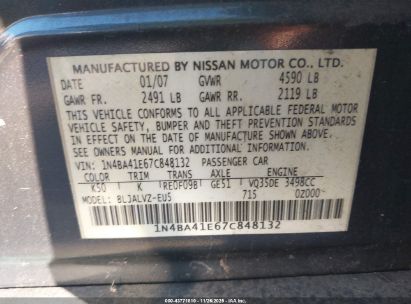 MANUFACTURED BY NISSAN MOTOR CO., LTD.
DATE 01/07 GVWR 4590 LB
GAWR FR. 2491 LB GAWR RR. 2119 LB
THIS VEHICLE CONFORMS TO ALL APPLICABLE FEDERAL MOTOR
VEHICLE SAFETY, BUMPER AND THEFT PREVENTION STANDARDS
IN EFFECT ON THE DATE OF MANUFACTURE SHOWN ABOVE.
SEE OWNERS MANUAL FOR ADDITIONAL INFORMATION.
VIN: 1N4BA41E67C848132 PASSENGER CAR
COLOR TRIM TRANS AXLE ENGINE
K50 K RE0F09B GE51 VQ35DE 3498CC
MODEL: BLJALVZ-EU5 715 0Z000
1N4BA41E67C848132